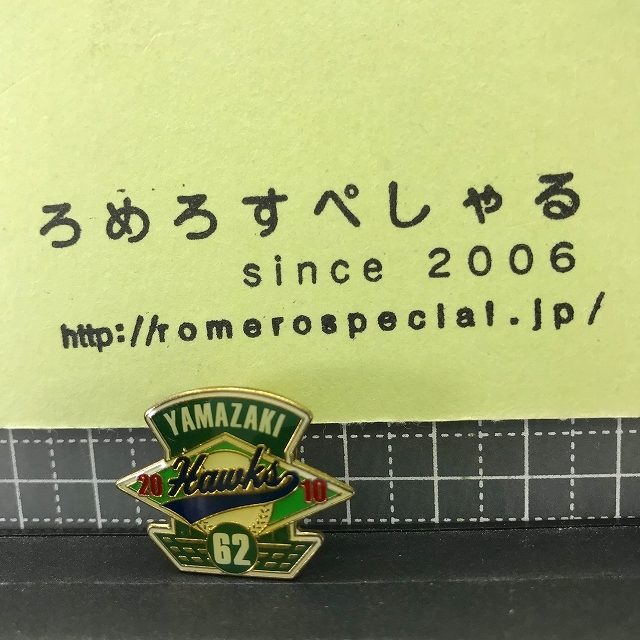 ろめろすぺしゃる
since 2006
http://romerospecial.jp/
YAMAZAKI
20 Hawks 10
62